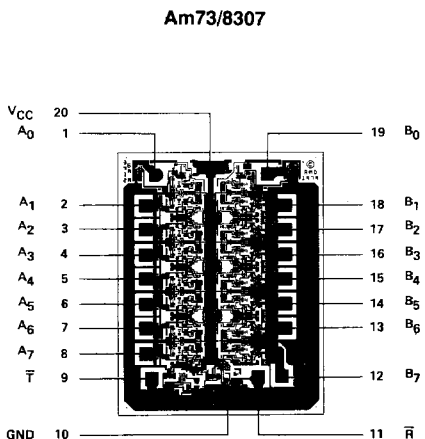 Am73/8307
VCC 20
A0 1 19 B0
A1 2 18 B1
A2 3 17 B2
A3 4 16 B3
A4 5 15 B4
A5 6 14 B5
A6 7 13 B6
A7 8
T̅ 9 12 B7
GND 10 11 R̅
©
AMD